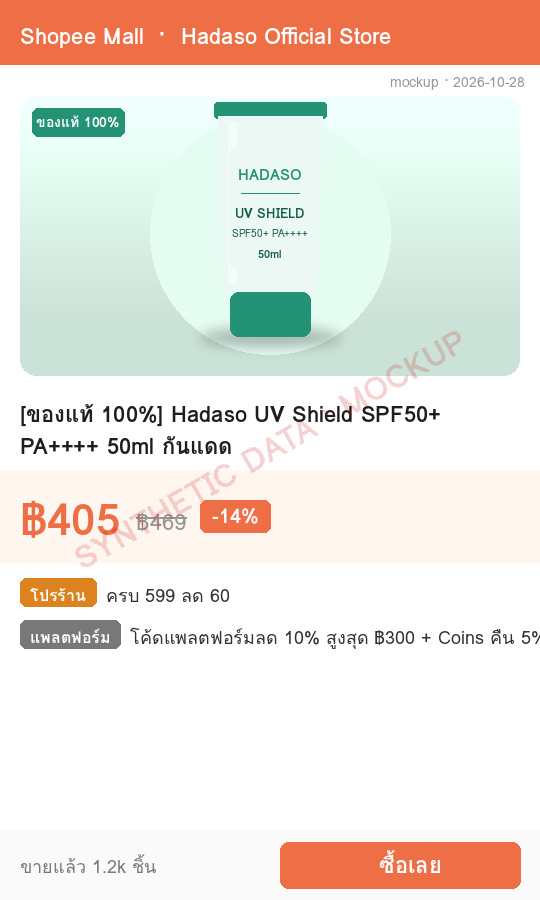 Shopee Mall · Hadaso Official Store
mockup · 2026-10-28
ของแท้ 100%
HADASO
UV SHIELD
SPF50+ PA++++
50ml
[ของแท้ 100%] Hadaso UV Shield SPF50+
PA++++ 50ml กันแดด
฿405 ฿469 -14%
โปรร้าน ครบ 599 ลด 60
แพลตฟอร์ม โค้ดแพลตฟอร์มลด 10% สูงสุด ฿300 + Coins คืน 5%
ขายแล้ว 1.2k ชิ้น
ซื้อเลย
SYNTHETIC DATA · MOCKUP